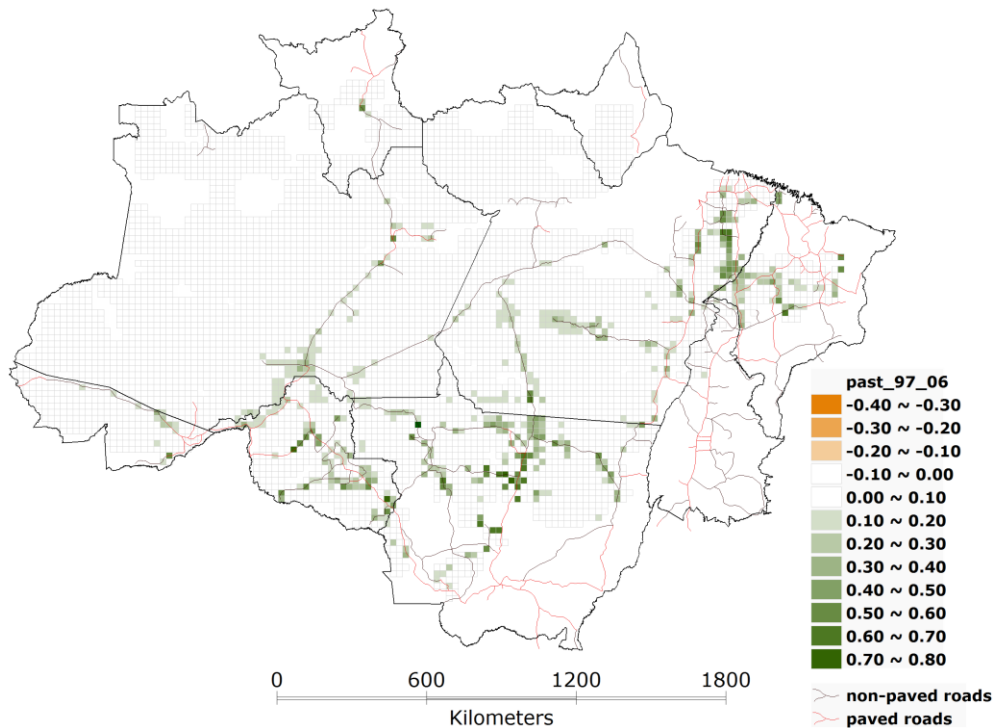 past_97_06
-0.40 ~ -0.30
-0.30 ~ -0.20
-0.20 ~ -0.10
-0.10 ~ 0.00
0.00 ~ 0.10
0.10 ~ 0.20
0.20 ~ 0.30
0.30 ~ 0.40
0.40 ~ 0.50
0.50 ~ 0.60
0.60 ~ 0.70
0.70 ~ 0.80
non-paved roads
paved roads
0 600 1200 1800
Kilometers